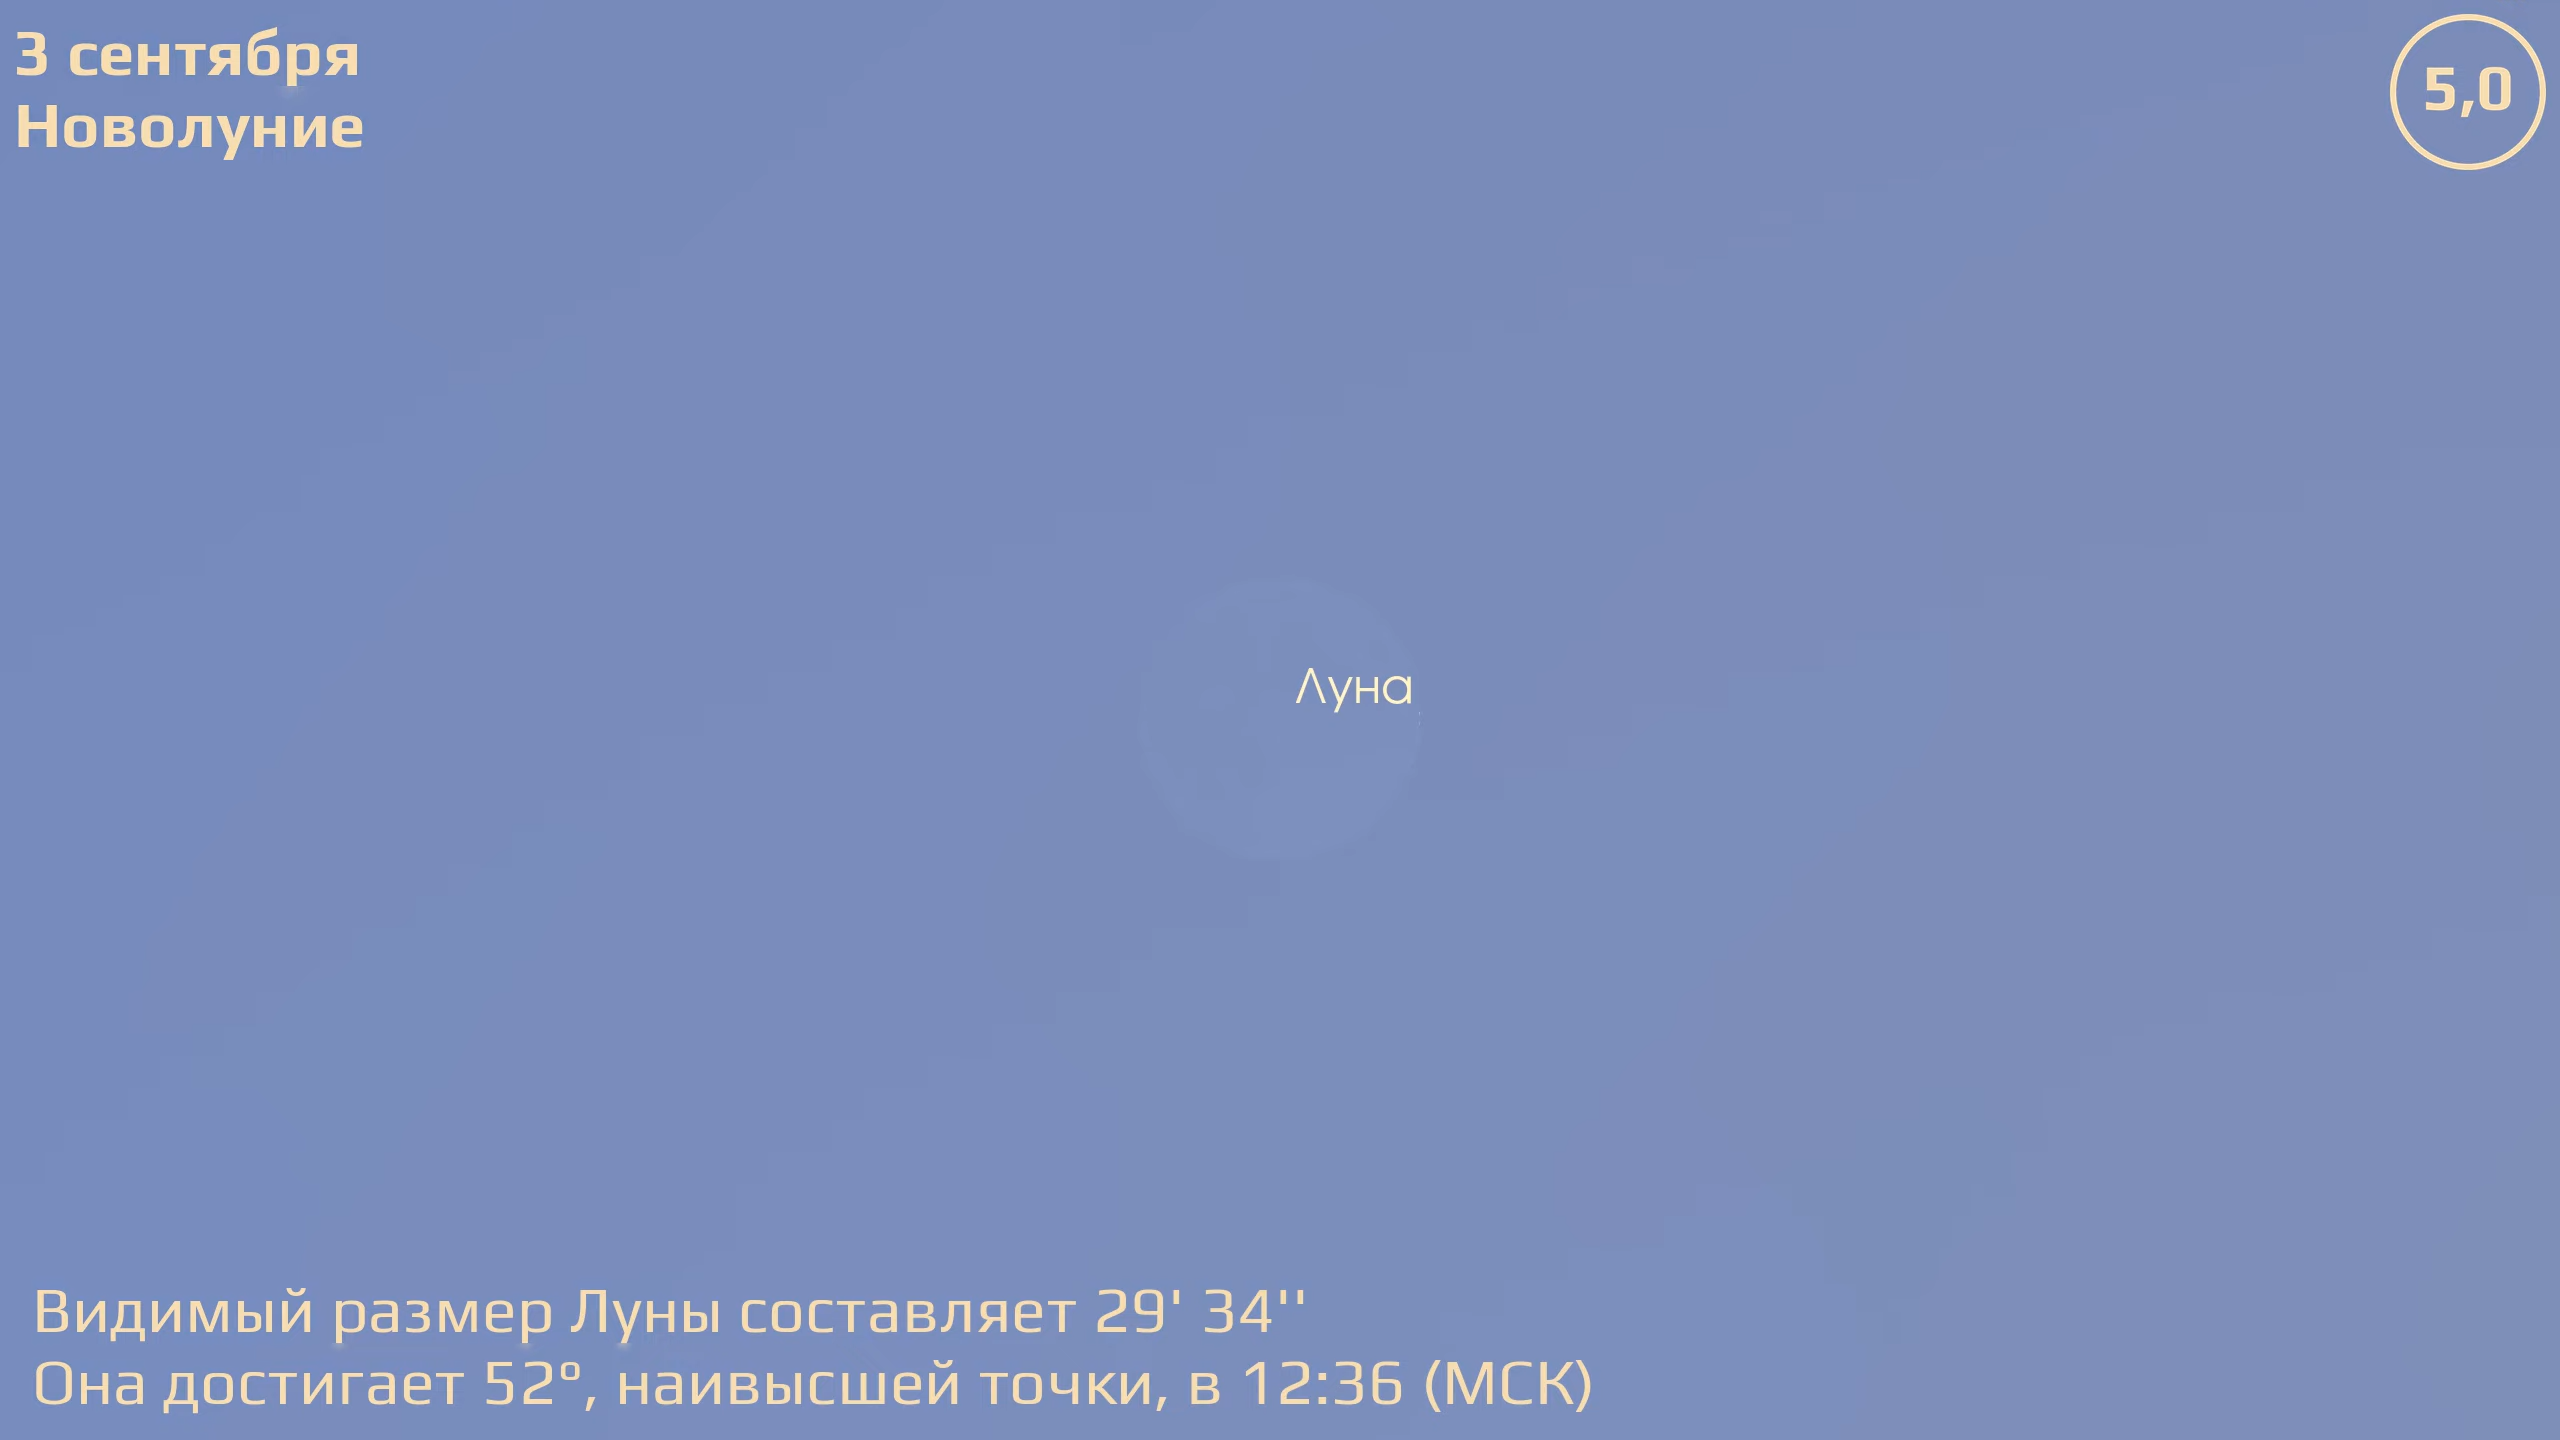 3 сентября
Новолуние
5,0
Луна
Видимый размер Луны составляет 29' 34''
Она достигает 52°, наивысшей точки, в 12:36 (МСК)